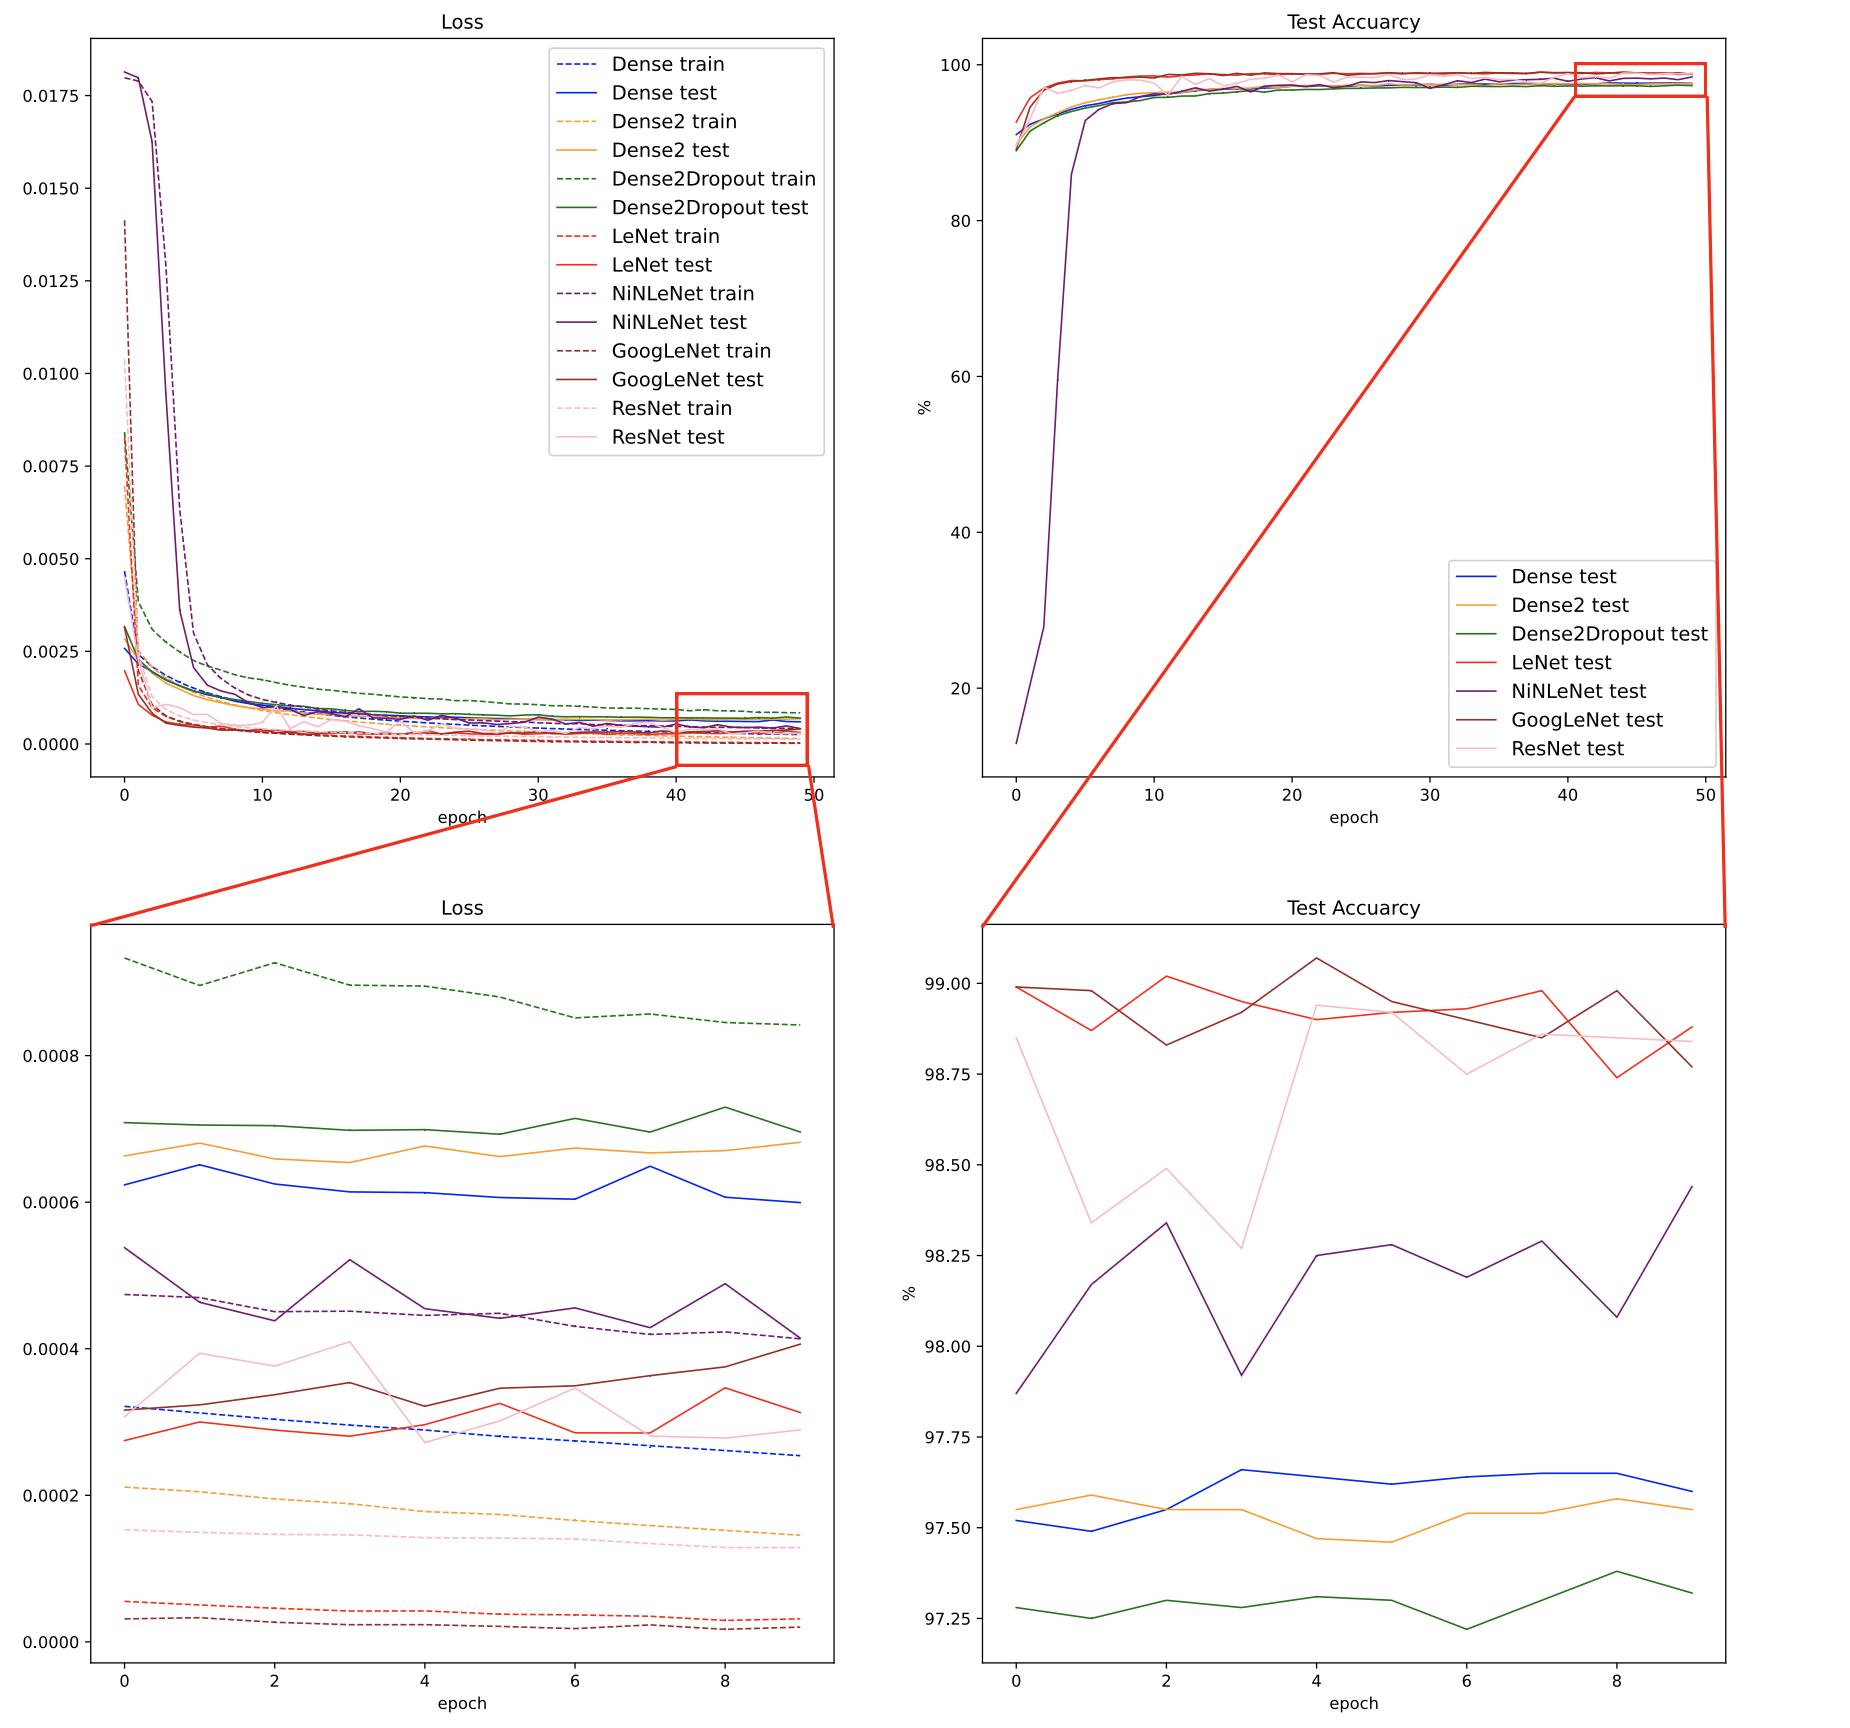 Loss
0.0175
0.0150
0.0125
0.0100
0.0075
0.0050
0.0025
0.0000
Dense train
Dense test
Dense2 train
Dense2 test
Dense2Dropout train
Dense2Dropout test
LeNet train
LeNet test
NiNLeNet train
NiNLeNet test
GoogLeNet train
GoogLeNet test
ResNet train
ResNet test
0 10 20 30 40 50
epoch
Test Accuarcy
100
80
60
40
20
%
Dense test
Dense2 test
Dense2Dropout test
LeNet test
NiNLeNet test
GoogLeNet test
ResNet test
0 10 20 30 40 50
epoch
Loss
0.0008
0.0006
0.0004
0.0002
0.0000
0 2 4 6 8
epoch
Test Accuarcy
99.00
98.75
98.50
98.25
98.00
97.75
97.50
97.25
%
0 2 4 6 8
epoch